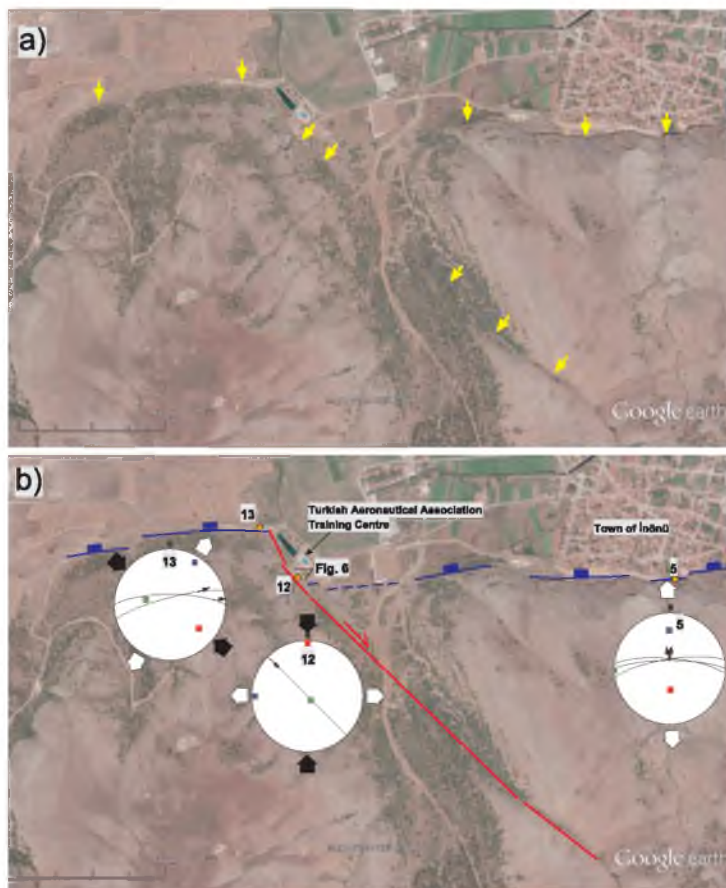 a)
Google earth
b)
13
Turkish Aeronautical Association
Training Centre
Town of İnönü
Fig. 6
12
5
13
12
5
Google earth